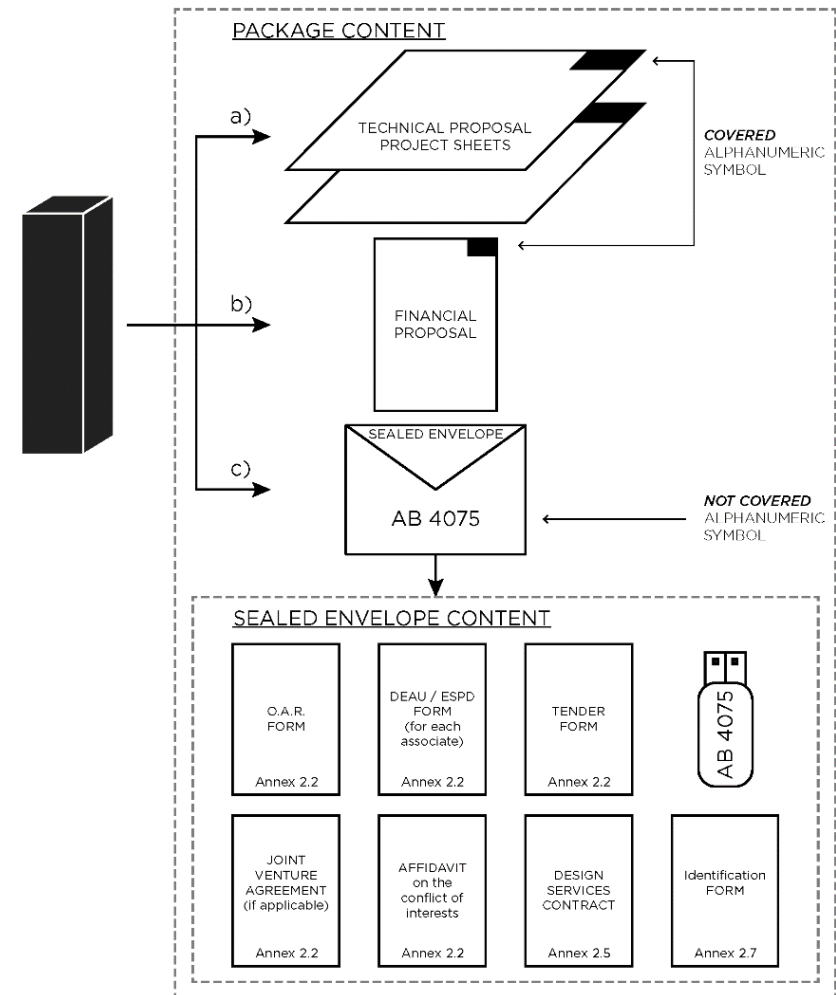 PACKAGE CONTENT
a)
TECHNICAL PROPOSAL
PROJECT SHEETS
COVERED
ALPHANUMERIC
SYMBOL
b)
FINANCIAL
PROPOSAL
c)
SEALED ENVELOPE
AB 4075
NOT COVERED
ALPHANUMERIC
SYMBOL
SEALED ENVELOPE CONTENT
O.A.R.
FORM
Annex 2.2
DEAU / ESPD
FORM
(for each
associate)
Annex 2.2
TENDER
FORM
Annex 2.2
AB 4075
JOINT
VENTURE
AGREEMENT
(if applicable)
Annex 2.2
AFFIDAVIT
on the
conflict of
interests
Annex 2.2
DESIGN
SERVICES
CONTRACT
Annex 2.5
Identification
FORM
Annex 2.7